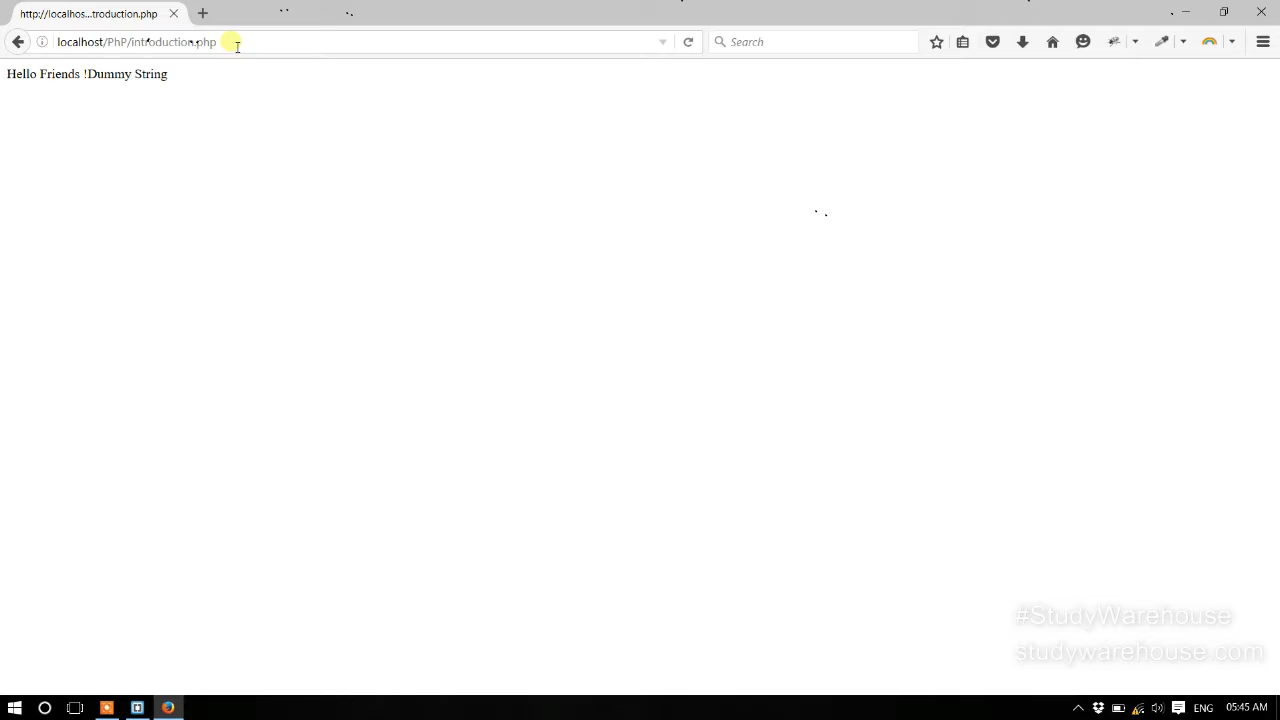 http://localhos...troduction.php
localhost/PhP/introduction.php
Search
Hello Friends !Dummy String
#StudyWarehouse
studywarehouse.com
ENG
05:45 AM